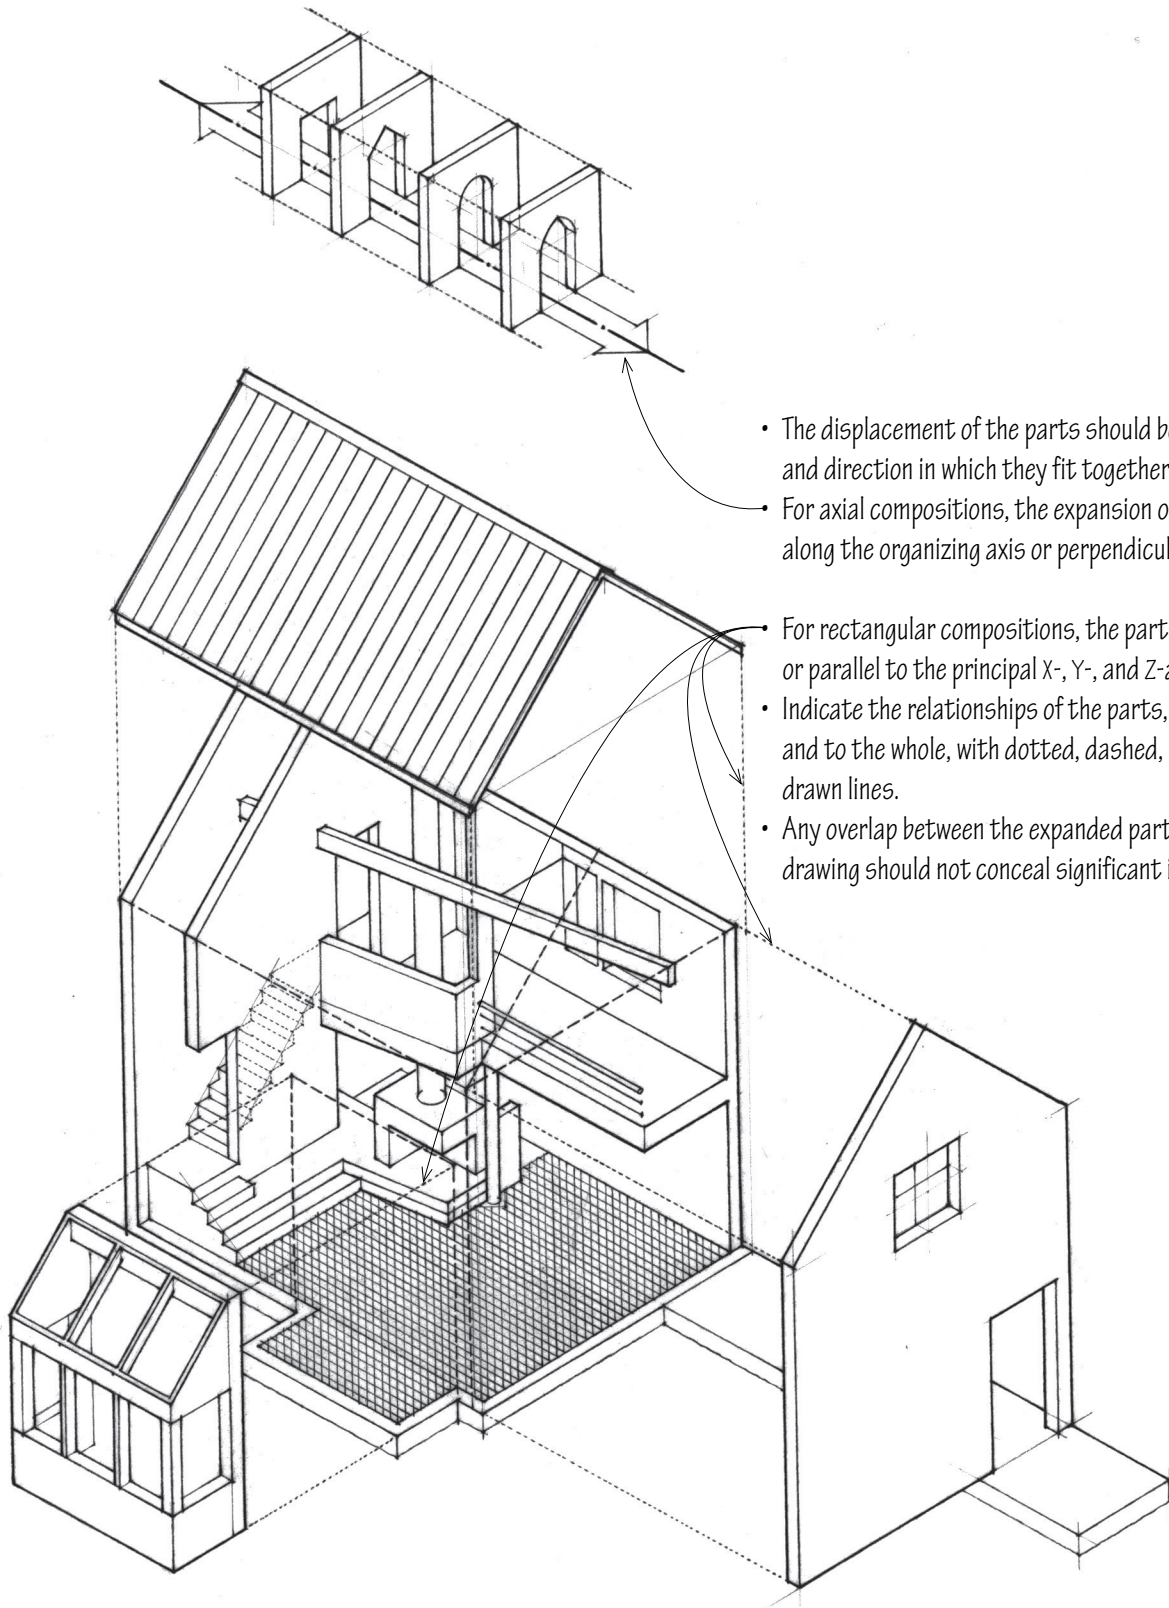 • The displacement of the parts should b
and direction in which they fit together
• For axial compositions, the expansion o
along the organizing axis or perpendicul
• For rectangular compositions, the part
or parallel to the principal X-, Y-, and Z-a
• Indicate the relationships of the parts,
and to the whole, with dotted, dashed,
drawn lines.
• Any overlap between the expanded part
drawing should not conceal significant i